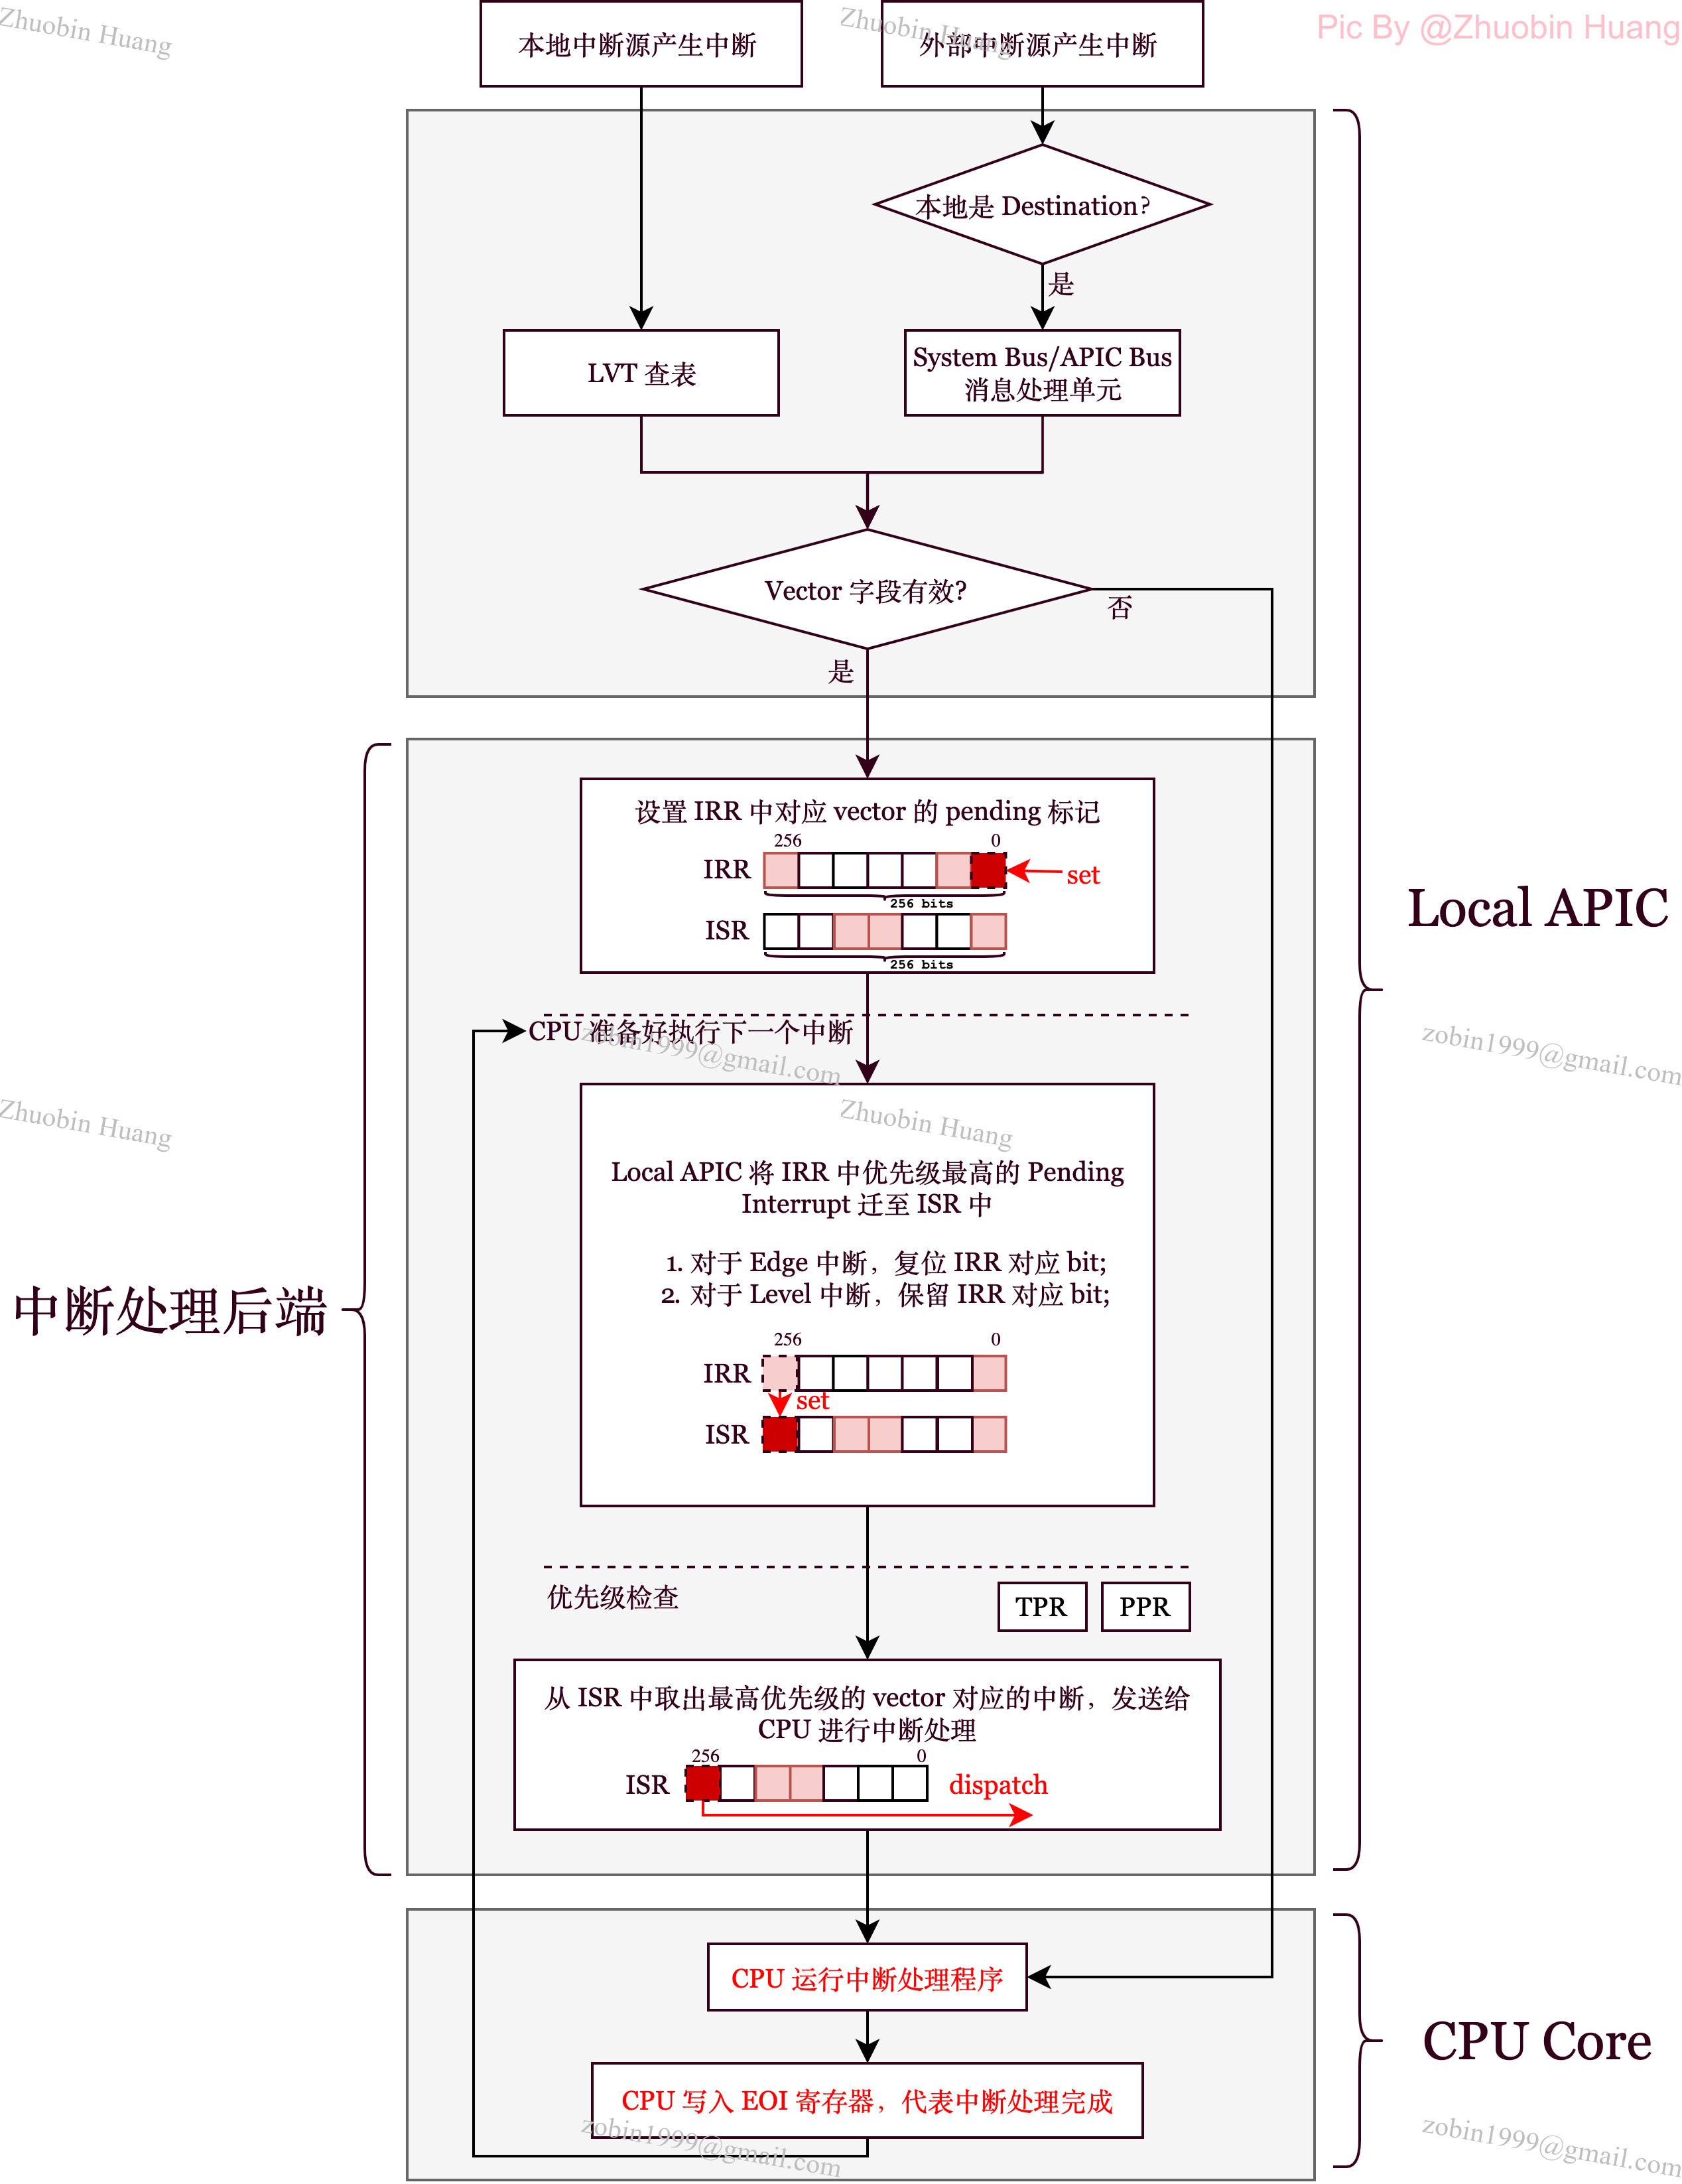 Zhuobin Huang
Zhuobin Huang
Pic By @Zhuobin Huang
本地中断源产生中断
外部中断源产生中断
本地是 Destination?
是
LVT 查表
System Bus/APIC Bus
消息处理单元
Vector 字段有效?
否
是
设置 IRR 中对应 vector 的 pending 标记
256
0
IRR
set
256 bits
ISR
256 bits
Local APIC
CPU 准备好执行下一个中断
zobin1999@gmail.com
zobin1999@gmail.com
Zhuobin Huang
Zhuobin Huang
Local APIC 将 IRR 中优先级最高的 Pending
Interrupt 迁至 ISR 中
1. 对于 Edge 中断，复位 IRR 对应 bit;
2. 对于 Level 中断，保留 IRR 对应 bit;
中断处理后端
256
0
IRR
set
ISR
优先级检查
TPR
PPR
从 ISR 中取出最高优先级的 vector 对应的中断，发送给
CPU 进行中断处理
256
0
ISR
dispatch
CPU 运行中断处理程序
CPU Core
CPU 写入 EOI 寄存器，代表中断处理完成
zobin1999@gmail.com
zobin1999@gmail.com